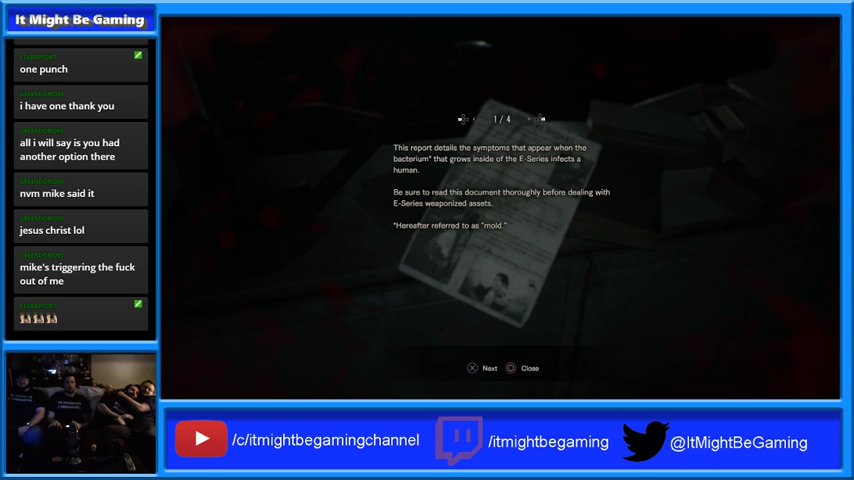 It Might Be Gaming
one punch
i have one thank you
all i will say is you had
another option there
nvm mike said it
jesus christ lol
mike's triggering the fuck
out of me
1 / 4
This report details the symptoms that appear when the
bacterium* that grows inside of the E-Series infects a
human.
Be sure to read this document thoroughly before dealing with
E-Series weaponized assets.
*Hereafter referred to as "mold."
Next Close
/c/itmightbegamingchannel
/itmightbegaming
@ItMightBeGaming